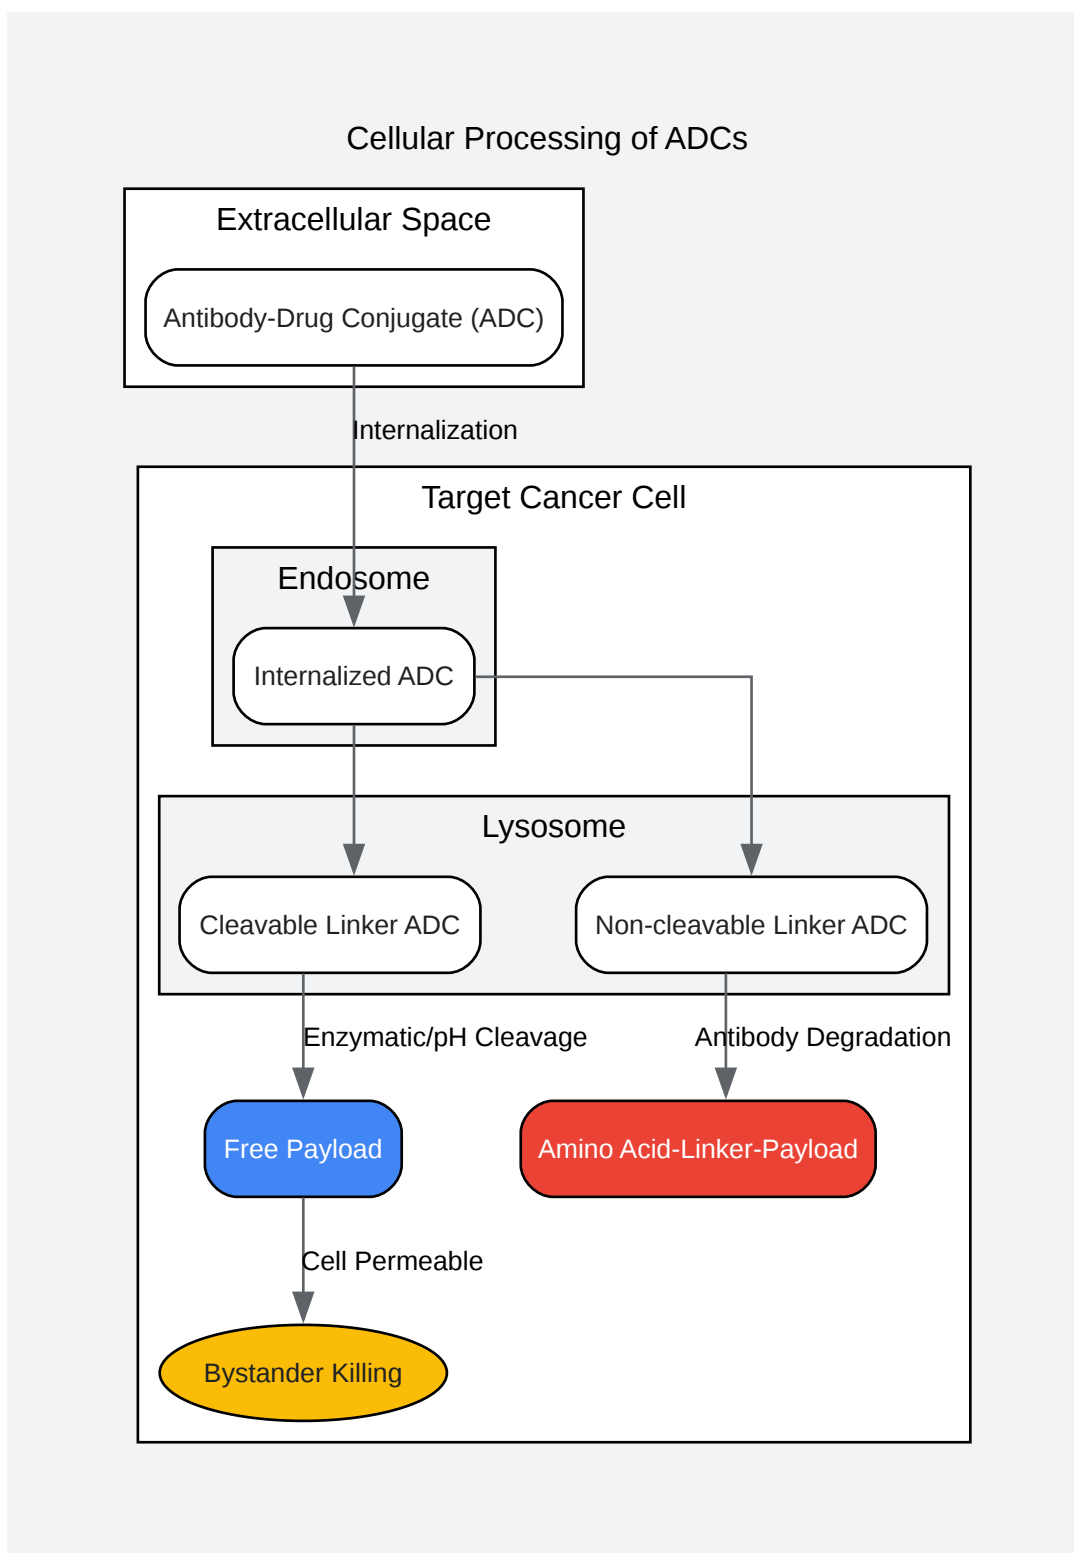 Cellular Processing of ADCs
Extracellular Space
Antibody-Drug Conjugate (ADC)
Internalization
Target Cancer Cell
Endosome
Internalized ADC
Lysosome
Cleavable Linker ADC
Non-cleavable Linker ADC
Enzymatic/pH Cleavage
Antibody Degradation
Free Payload
Amino Acid-Linker-Payload
Cell Permeable
Bystander Killing